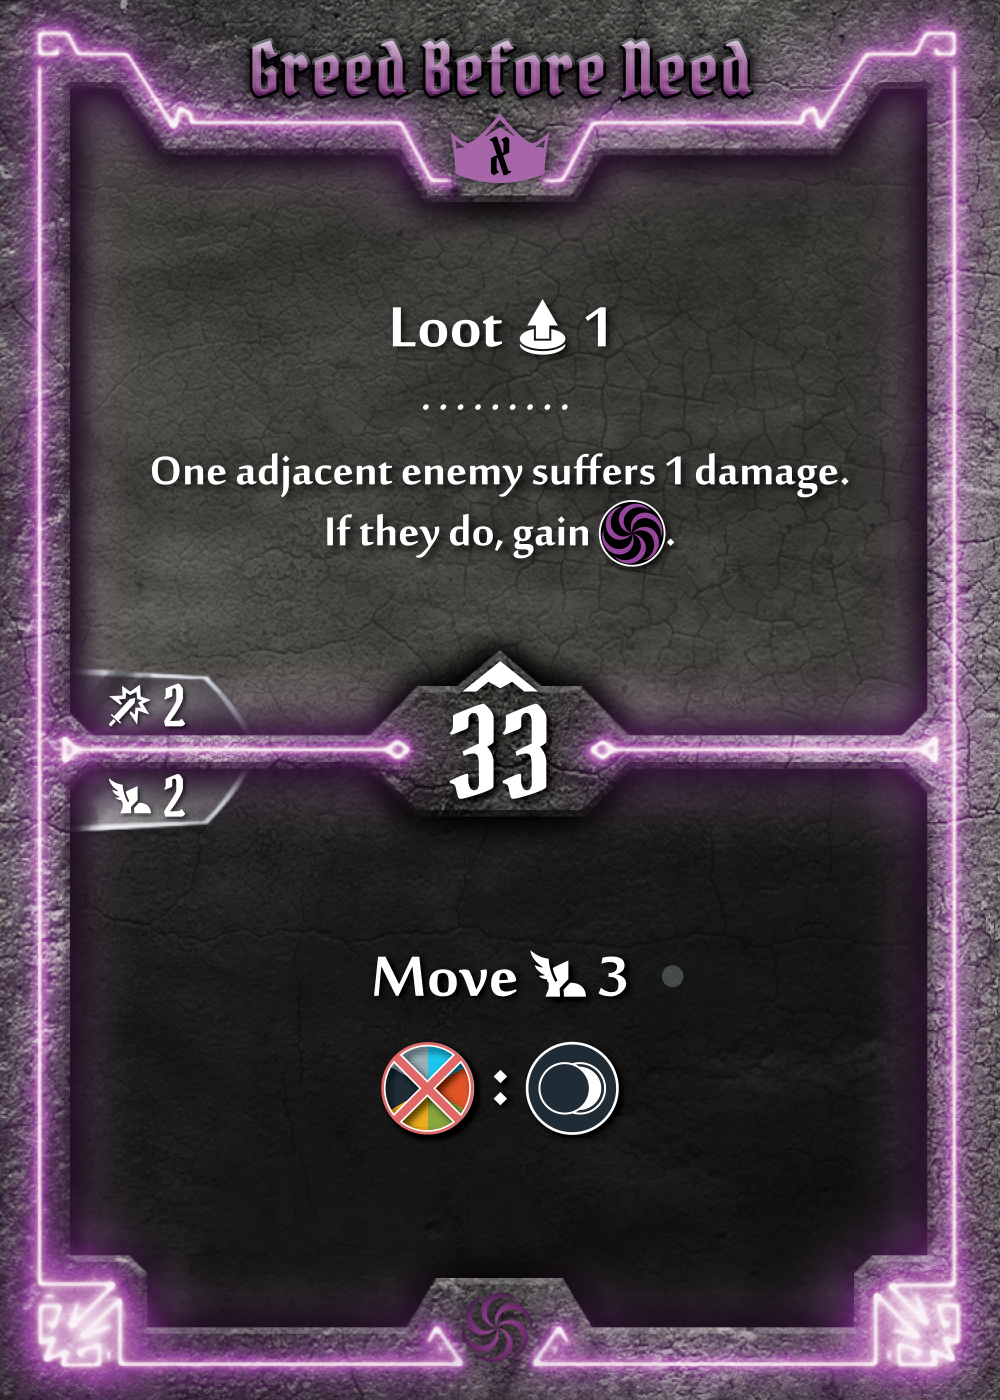 Greed Before Need
X
Loot 1
One adjacent enemy suffers 1 damage.
If they do, gain .
2
33
2
Move 3
: